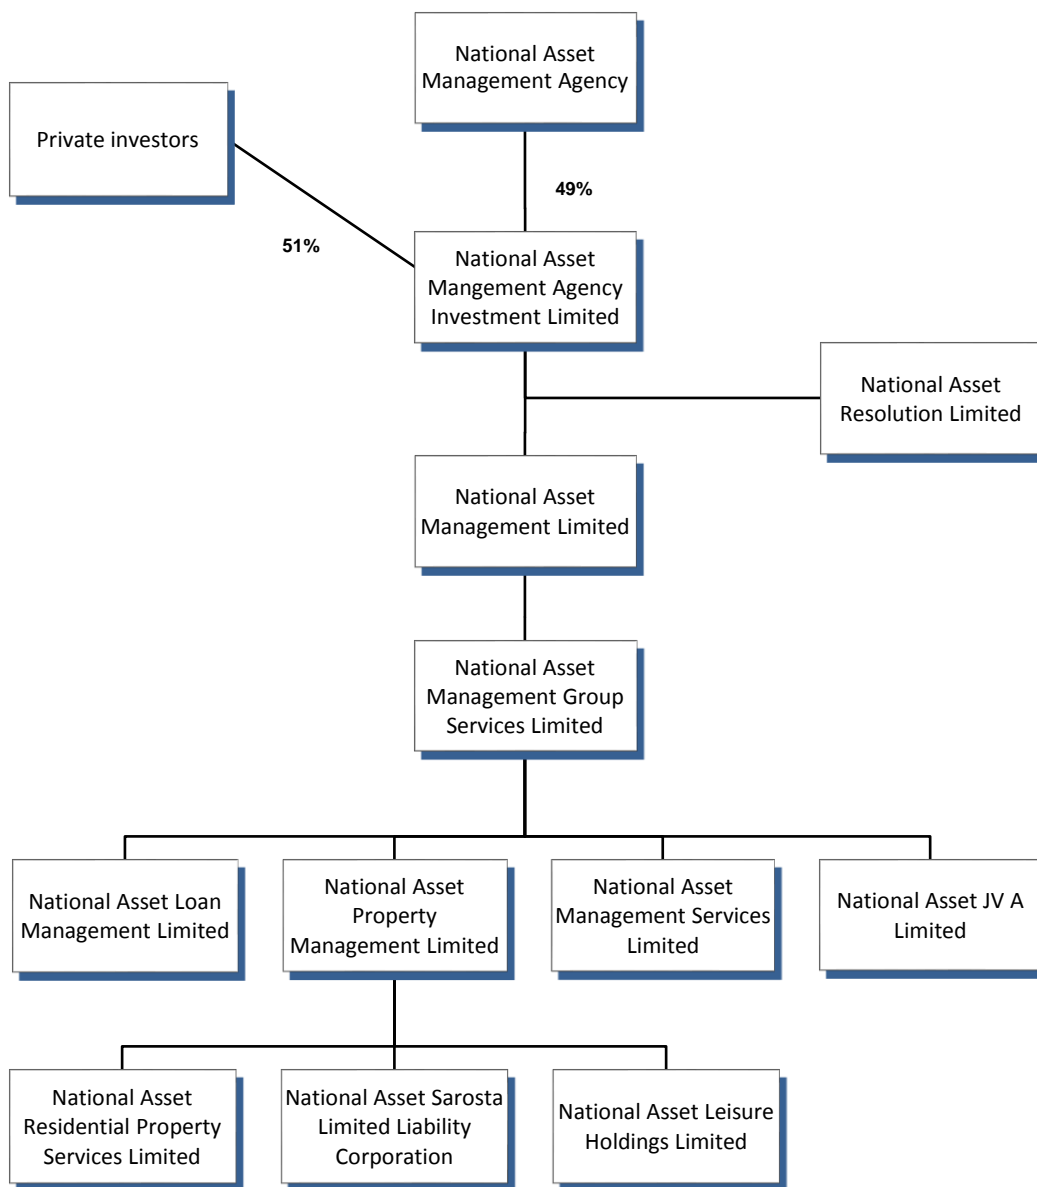 National Asset
Management Agency
Private investors
49%
51%
National Asset
Mangement Agency
Investment Limited
National Asset
Resolution Limited
National Asset
Management Limited
National Asset
Management Group
Services Limited
National Asset Loan
Management Limited
National Asset
Property
Management Limited
National Asset
Management Services
Limited
National Asset JV A
Limited
National Asset
Residential Property
Services Limited
National Asset Sarosta
Limited Liability
Corporation
National Asset Leisure
Holdings Limited